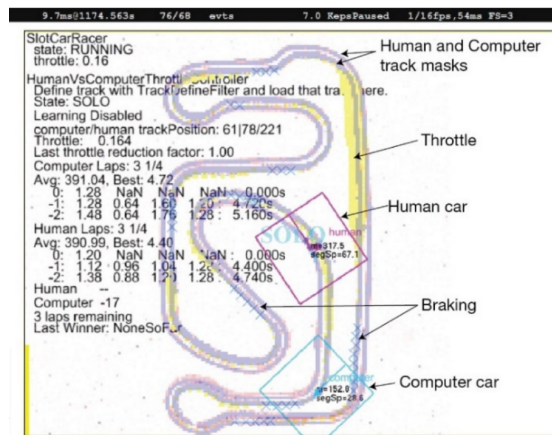 9.7ms@1174.563s 76/68 evts 7.0 KepsPaused 1/16fps,54ms FS=3
SlotCarRacer
state: RUNNING
throttle: 0.16
HumanVsComputerThrottleController
Define track with TrackDefineFilter and load that track here.
State: SOLO
Learning Disabled
computer/human trackPosition: 61|78/221
Throttle: 0.164
Last throttle reduction factor: 1.00
Computer Laps: 3 1/4
Avg: 391.04, Best: 4.72
0: 1.28 NaN NaN NaN : 0.000s
-1: 1.28 0.64 1.60 1.20 : 4.720s
-2: 1.48 0.64 1.76 1.28 : 5.160s
Human Laps: 3 1/4
Avg: 390.99, Best: 4.40
0: 1.20 NaN NaN NaN : 0.000s
-1: 1.12 0.96 1.04 1.28 : 4.400s
-2: 1.38 0.88 1.20 1.28 : 4.740s
Human --
Computer -17
3 laps remaining
Last Winner: NoneSoFar
SOLO
human
m=317.5
segSp=67.1
computer
m=152.0
segSp=28.6
Human and Computer
track masks
Throttle
Human car
Braking
Computer car